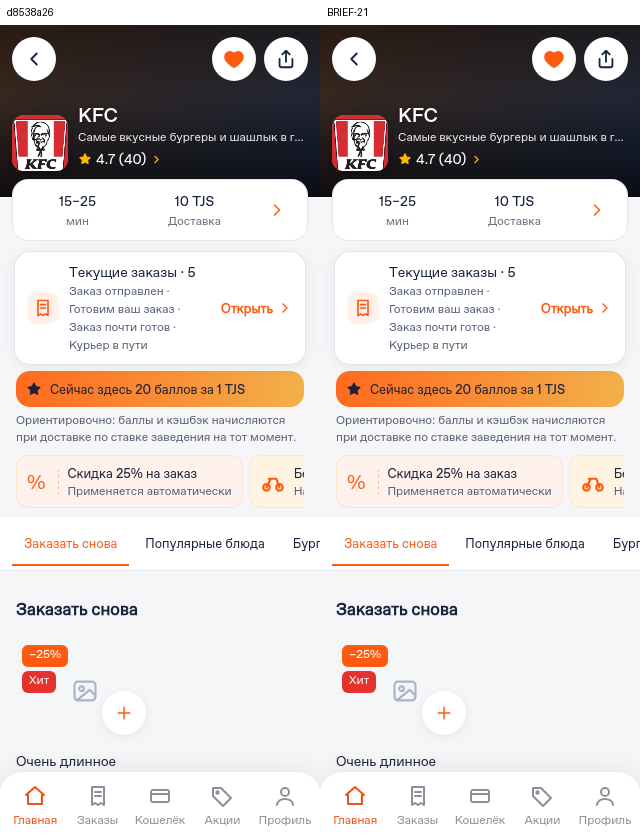 d8538a26
KFC
Самые вкусные бургеры и шашлык в г...
4.7 (40)
KFC
15–25
мин
10 TJS
Доставка
Текущие заказы · 5
Заказ отправлен ·
Готовим ваш заказ ·
Заказ почти готов ·
Курьер в пути
Открыть
Сейчас здесь 20 баллов за 1 TJS
Ориентировочно: баллы и кэшбэк начисляются
при доставке по ставке заведения на тот момент.
% Скидка 25% на заказ
Применяется автоматически
Заказать снова
Популярные блюда
Заказать снова
−25%
Хит
Очень длинное
Главная
Заказы
Кошелёк
Акции
Профиль
BRIEF-21
KFC
Самые вкусные бургеры и шашлык в г...
4.7 (40)
KFC
15–25
мин
10 TJS
Доставка
Текущие заказы · 5
Заказ отправлен ·
Готовим ваш заказ ·
Заказ почти готов ·
Курьер в пути
Открыть
Сейчас здесь 20 баллов за 1 TJS
Ориентировочно: баллы и кэшбэк начисляются
при доставке по ставке заведения на тот момент.
% Скидка 25% на заказ
Применяется автоматически
Заказать снова
Популярные блюда
Заказать снова
−25%
Хит
Очень длинное
Главная
Заказы
Кошелёк
Акции
Профиль